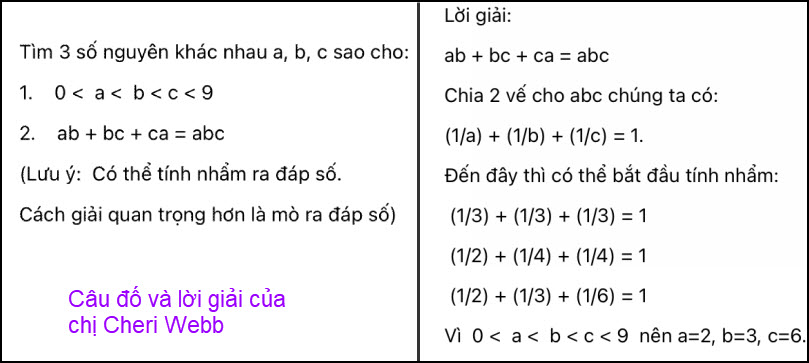 Tìm 3 số nguyên khác nhau a, b, c sao cho:
1. 0 < a < b < c < 9
2. ab + bc + ca = abc
(Lưu ý: Có thể tính nhẩm ra đáp số.
Cách giải quan trọng hơn là mò ra đáp số)
Câu đố và lời giải của
chị Cheri Webb
Lời giải:
ab + bc + ca = abc
Chia 2 vế cho abc chúng ta có:
(1/a) + (1/b) + (1/c) = 1.
Đến đây thì có thể bắt đầu tính nhẩm:
(1/3) + (1/3) + (1/3) = 1
(1/2) + (1/4) + (1/4) = 1
(1/2) + (1/3) + (1/6) = 1
Vì 0 < a < b < c < 9 nên a=2, b=3, c=6.